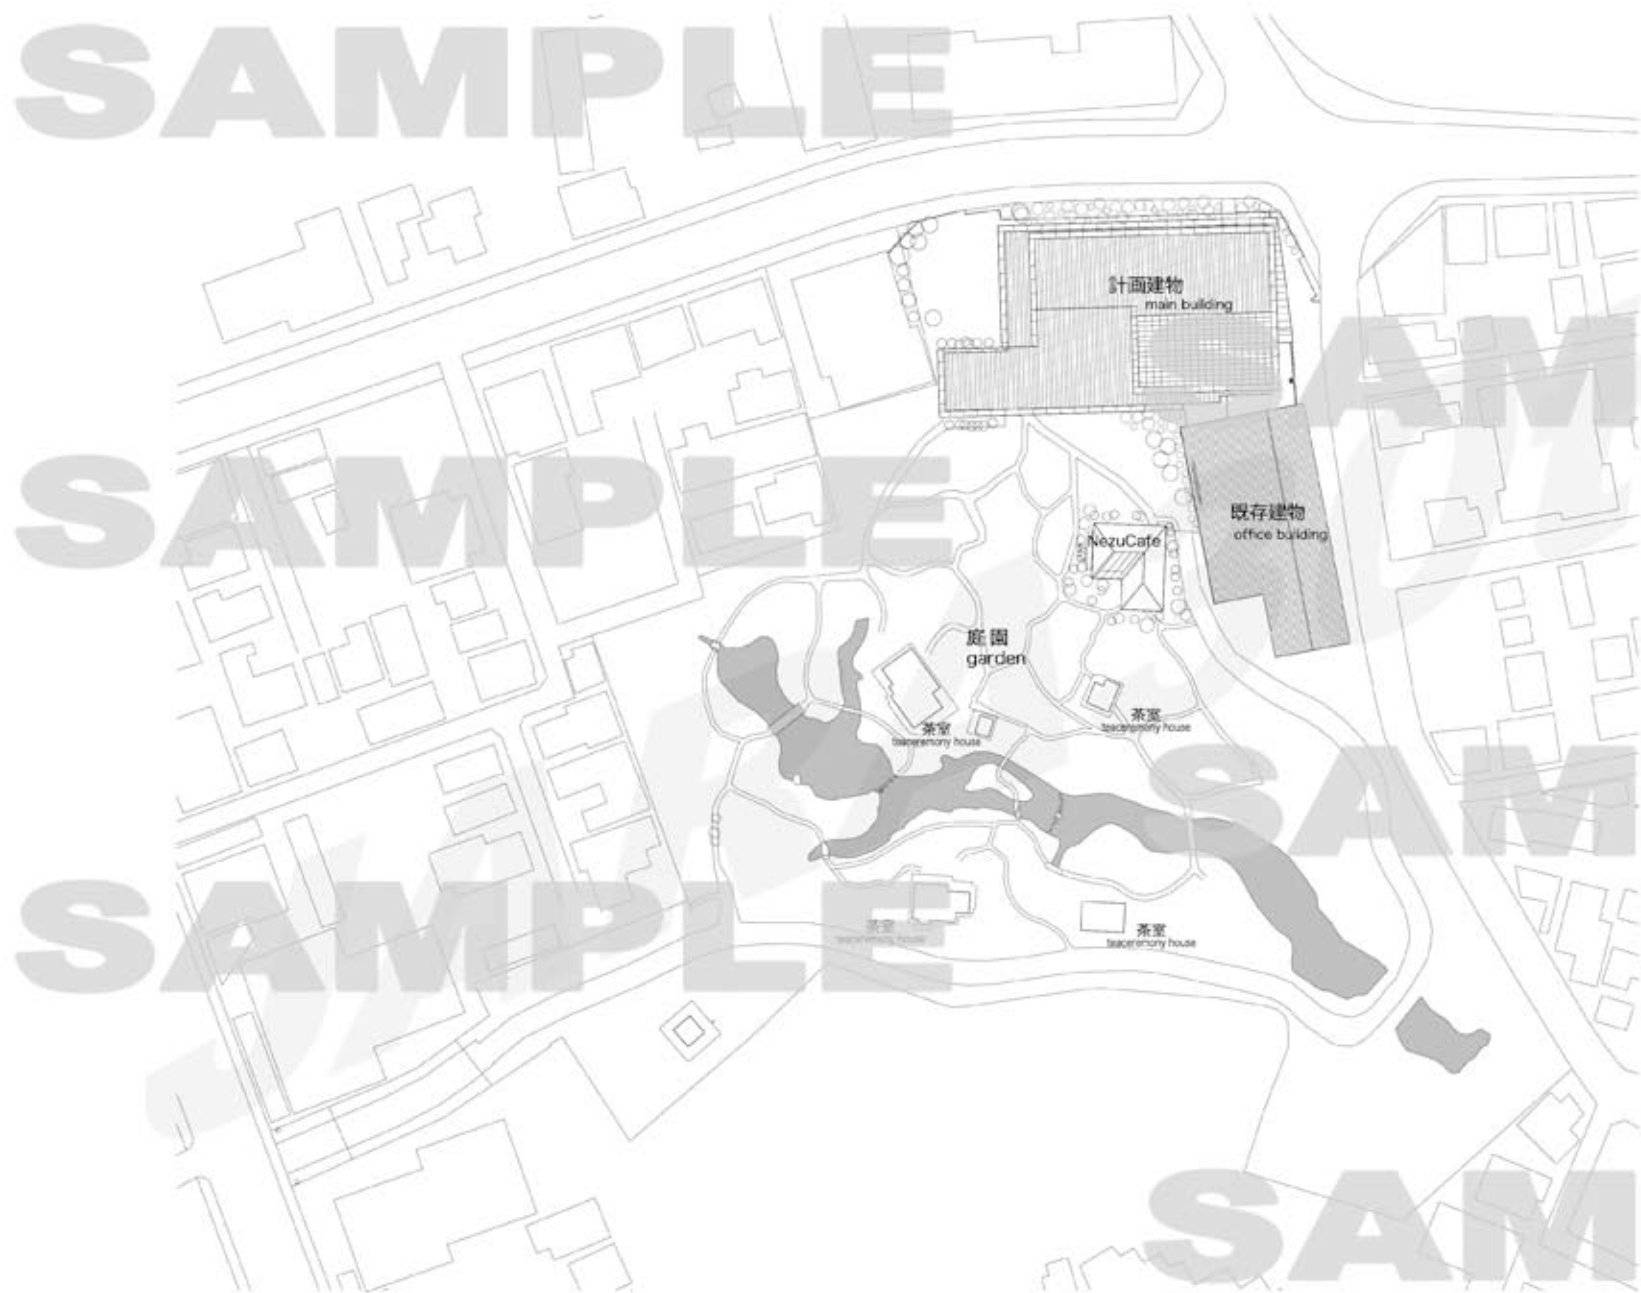 SAMPLE
計画建物
main building
SAM
SAMPLE
既存建物
office building
NezuCafe
庭園
garden
茶室
teaceremony house
茶室
teaceremony house
SAM
SAMPLE
茶室
teaceremony house
茶室
teaceremony house
SAM